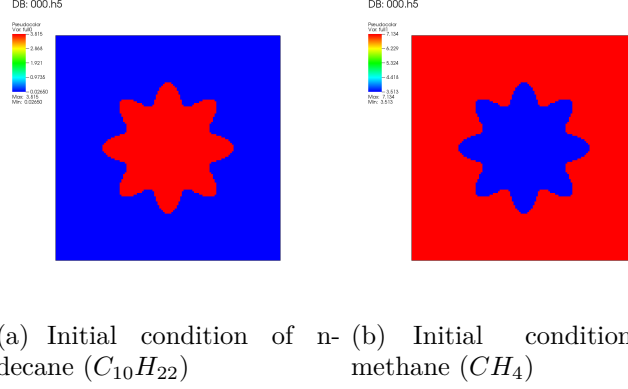 DB: 000.h5
Pseudocolor
Var: full0
3.815
2.868
1.921
0.9735
0.02650
Max: 3.815
Min: 0.02650
DB: 000.h5
Pseudocolor
Var: full1
7.134
6.229
5.324
4.418
3.513
Max: 7.134
Min: 3.513
(a) Initial condition of n-
decane (C₁₀H₂₂)
(b) Initial condition
methane (CH₄)